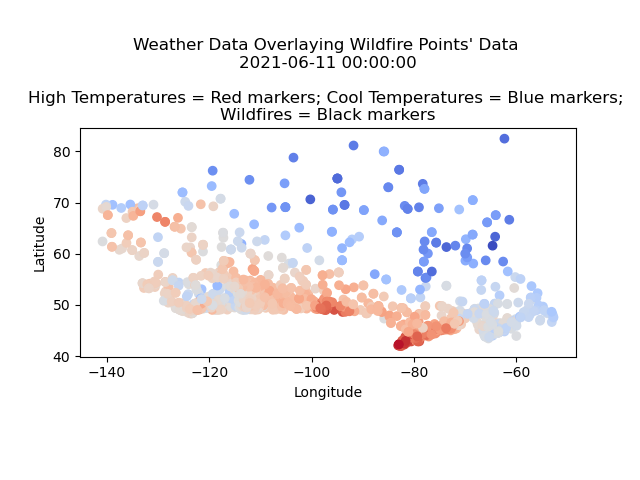 Weather Data Overlaying Wildfire Points' Data
2021-06-11 00:00:00
High Temperatures = Red markers; Cool Temperatures = Blue markers;
Wildfires = Black markers
80
70
60
50
40
Latitude
−140 −120 −100 −80 −60
Longitude